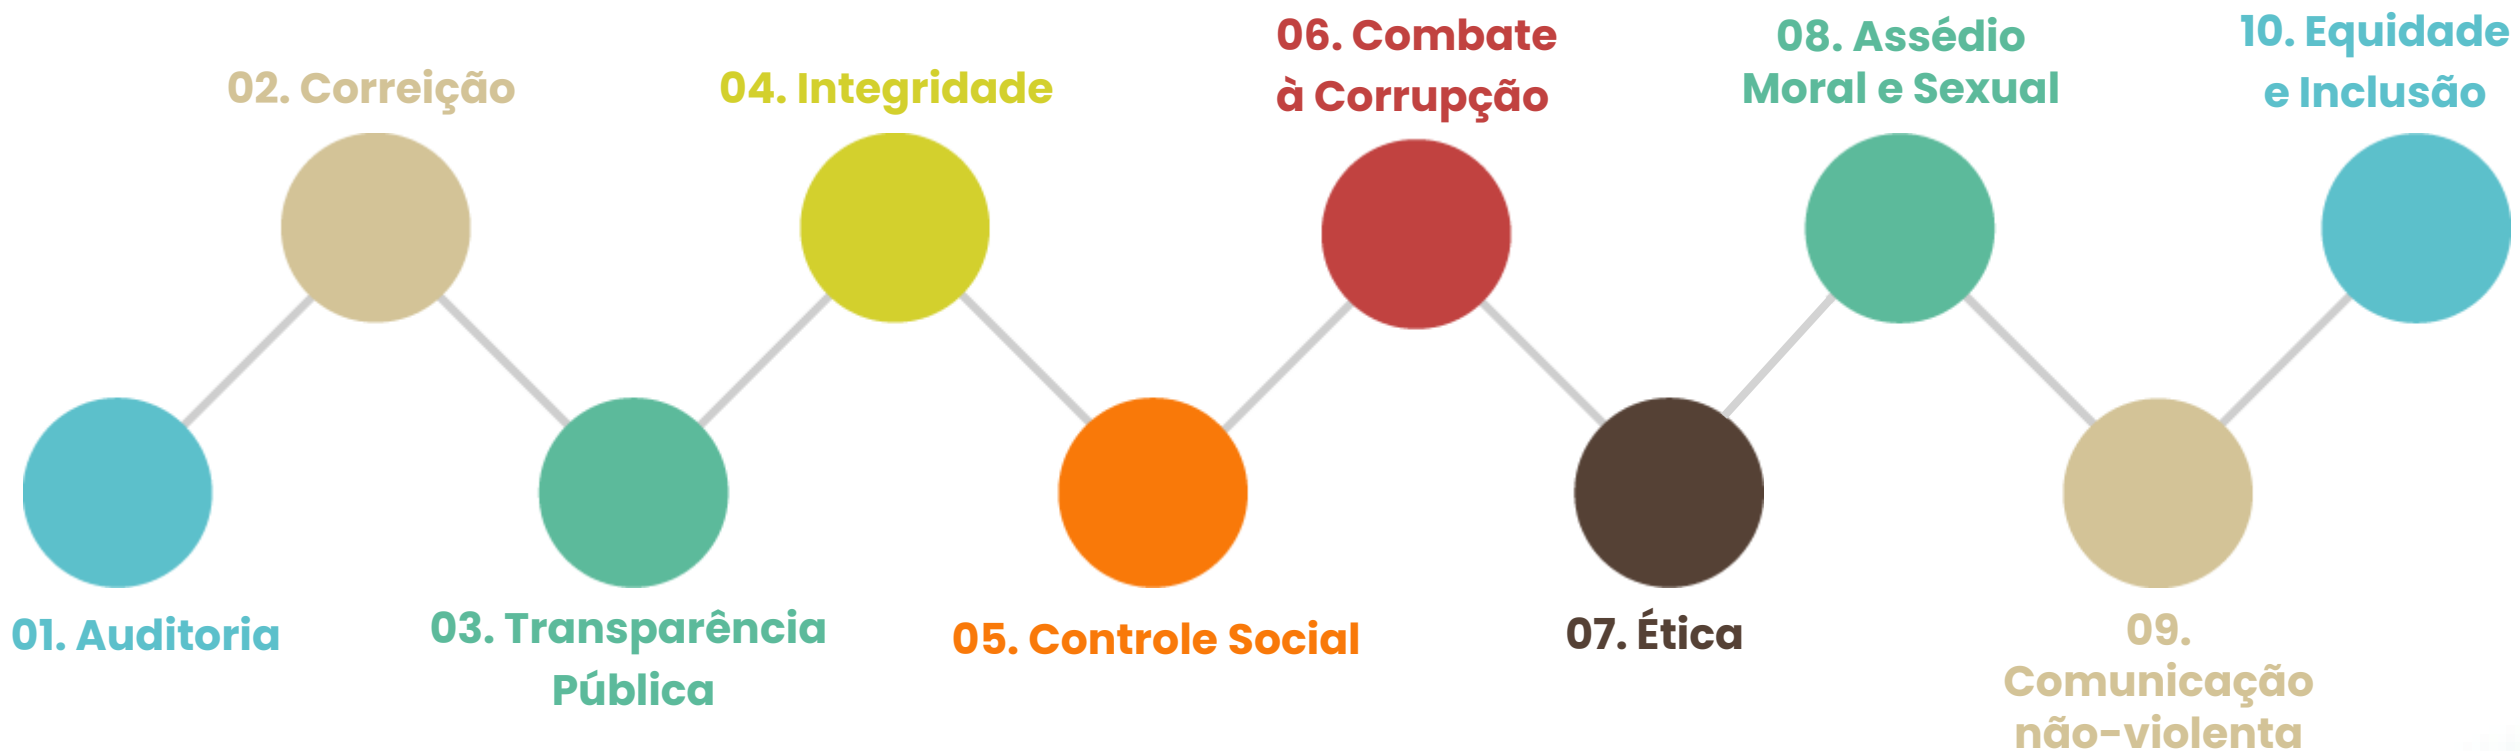 01. Auditoria
02. Correição
03. Transparência
Pública
04. Integridade
05. Controle Social
06. Combate
à Corrupção
07. Ética
08. Assédio
Moral e Sexual
09.
Comunicação
não-violenta
10. Equidade
e Inclusão